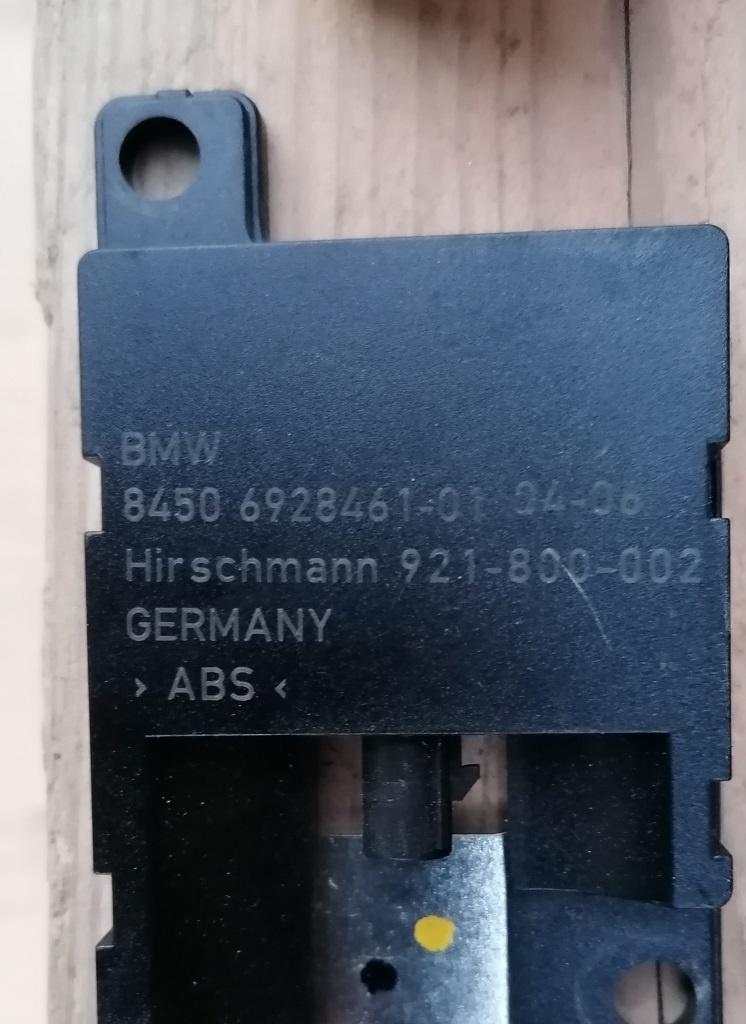 BMW
8450 6928461-01 04-06
Hirschmann 921-800-002
GERMANY
> ABS <